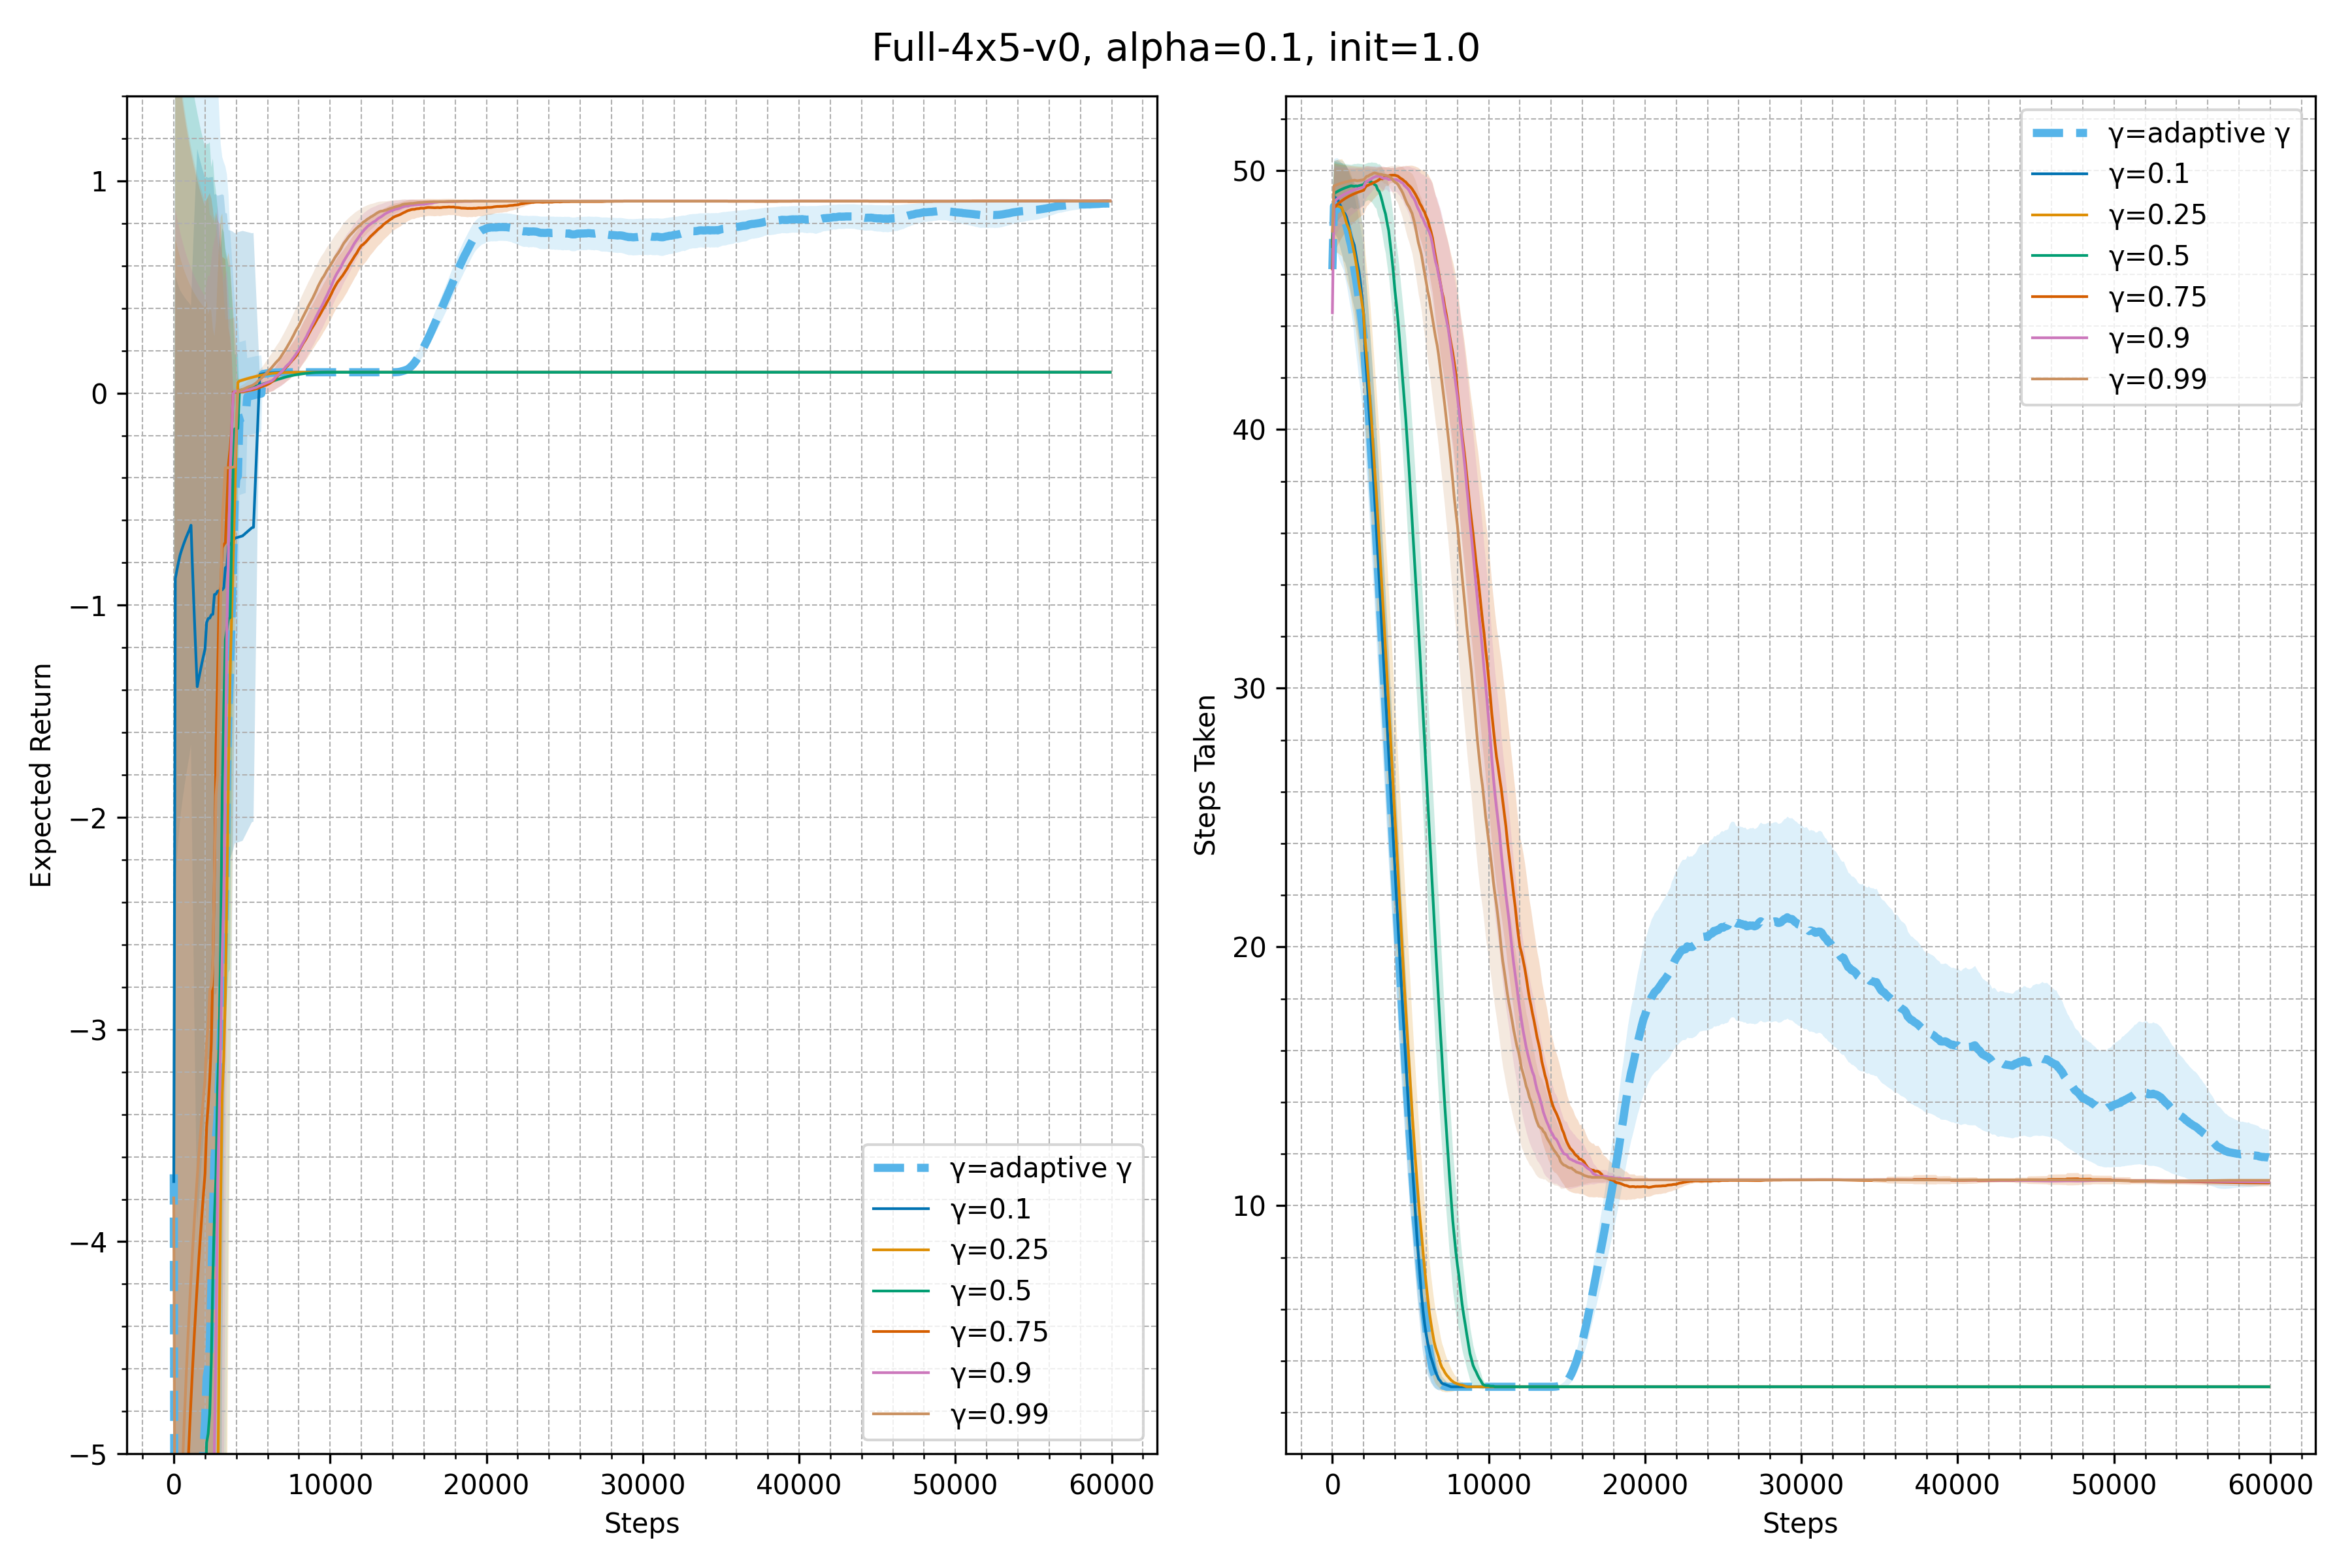 Full-4x5-v0, alpha=0.1, init=1.0
1
0
−1
−2
−3
−4
−5
Expected Return
0
10000
20000
30000
40000
50000
60000
Steps
γ=adaptive γ
γ=0.1
γ=0.25
γ=0.5
γ=0.75
γ=0.9
γ=0.99
50
40
30
20
10
Steps Taken
0
10000
20000
30000
40000
50000
60000
Steps
γ=adaptive γ
γ=0.1
γ=0.25
γ=0.5
γ=0.75
γ=0.9
γ=0.99